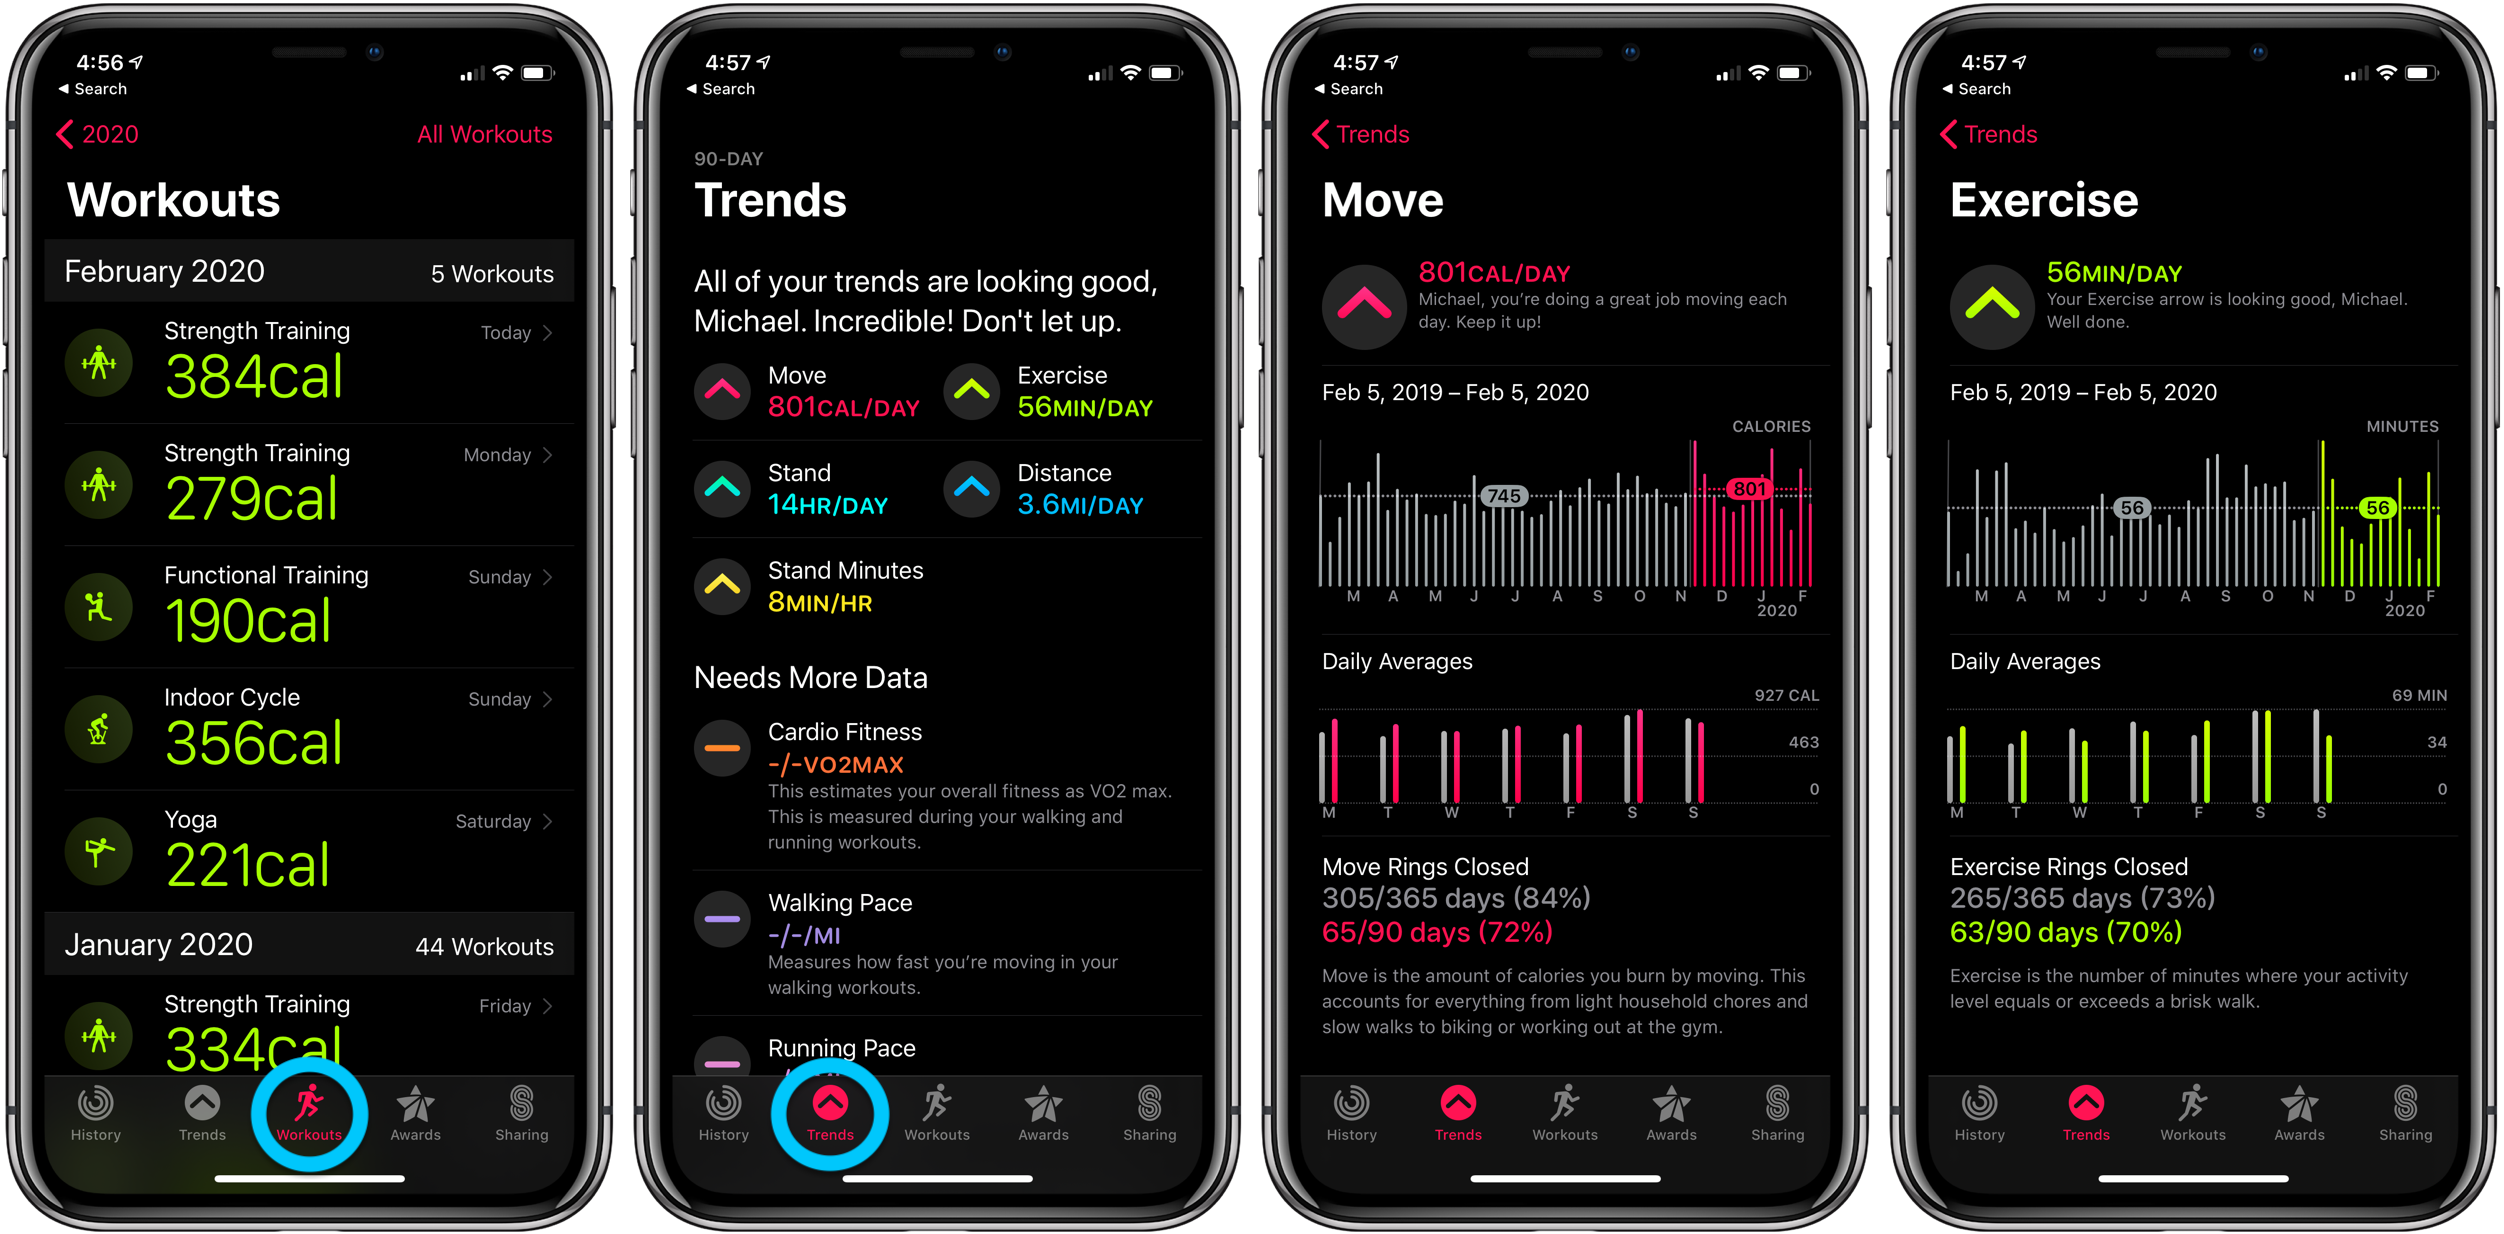 4:56
Search
2020
All Workouts
Workouts
February 2020
5 Workouts
Strength Training
Today
384cal
Strength Training
Monday
279cal
Functional Training
Sunday
190cal
Indoor Cycle
Sunday
356cal
Yoga
Saturday
221cal
January 2020
44 Workouts
Strength Training
Friday
334cal
History
Trends
Workouts
Awards
Sharing
4:57
Search
90-DAY
Trends
All of your trends are looking good,
Michael. Incredible! Don't let up.
Move
801CAL/DAY
Exercise
56MIN/DAY
Stand
14HR/DAY
Distance
3.6MI/DAY
Stand Minutes
8MIN/HR
Needs More Data
Cardio Fitness
-/-VO2MAX
This estimates your overall fitness as VO2 max.
This is measured during your walking and
running workouts.
Walking Pace
-/-/MI
Measures how fast you’re moving in your
walking workouts.
Running Pace
History
Trends
Workouts
Awards
Sharing
4:57
Search
Trends
Move
801CAL/DAY
Michael, you’re doing a great job moving each
day. Keep it up!
Feb 5, 2019 – Feb 5, 2020
CALORIES
745
801
M A M J J A S O N D J F
2020
Daily Averages
927 CAL
463
0
M T W T F S S
Move Rings Closed
305/365 days (84%)
65/90 days (72%)
Move is the amount of calories you burn by moving. This
accounts for everything from light household chores and
slow walks to biking or working out at the gym.
History
Trends
Workouts
Awards
Sharing
4:57
Search
Trends
Exercise
56MIN/DAY
Your Exercise arrow is looking good, Michael.
Well done.
Feb 5, 2019 – Feb 5, 2020
MINUTES
56
56
M A M J J A S O N D J F
2020
Daily Averages
69 MIN
34
0
M T W T F S S
Exercise Rings Closed
265/365 days (73%)
63/90 days (70%)
Exercise is the number of minutes where your activity
level equals or exceeds a brisk walk.
History
Trends
Workouts
Awards
Sharing